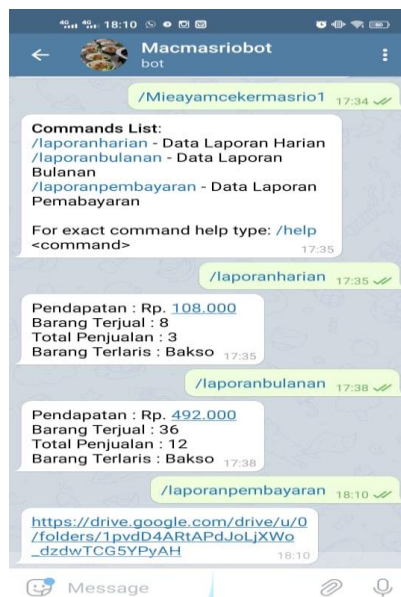 4G 4G 18:10
Macmasriobot
bot
/Mieayamcekermasrio1 17:34
Commands List:
/laporanharian - Data Laporan Harian
/laporanbulanan - Data Laporan
Bulanan
/laporanpembayaran - Data Laporan
Pemabayaran
For exact command help type: /help
<command> 17:35
/laporanharian 17:35
Pendapatan : Rp. 108.000
Barang Terjual : 8
Total Penjualan : 3
Barang Terlaris : Bakso 17:35
/laporanbulanan 17:38
Pendapatan : Rp. 492.000
Barang Terjual : 36
Total Penjualan : 12
Barang Terlaris : Bakso 17:38
/laporanpembayaran 18:10
https://drive.google.com/drive/u/0
/folders/1pvdD4ARtAPdJoLjXWo
_dzdwTCG5YPyAH 18:10
Message